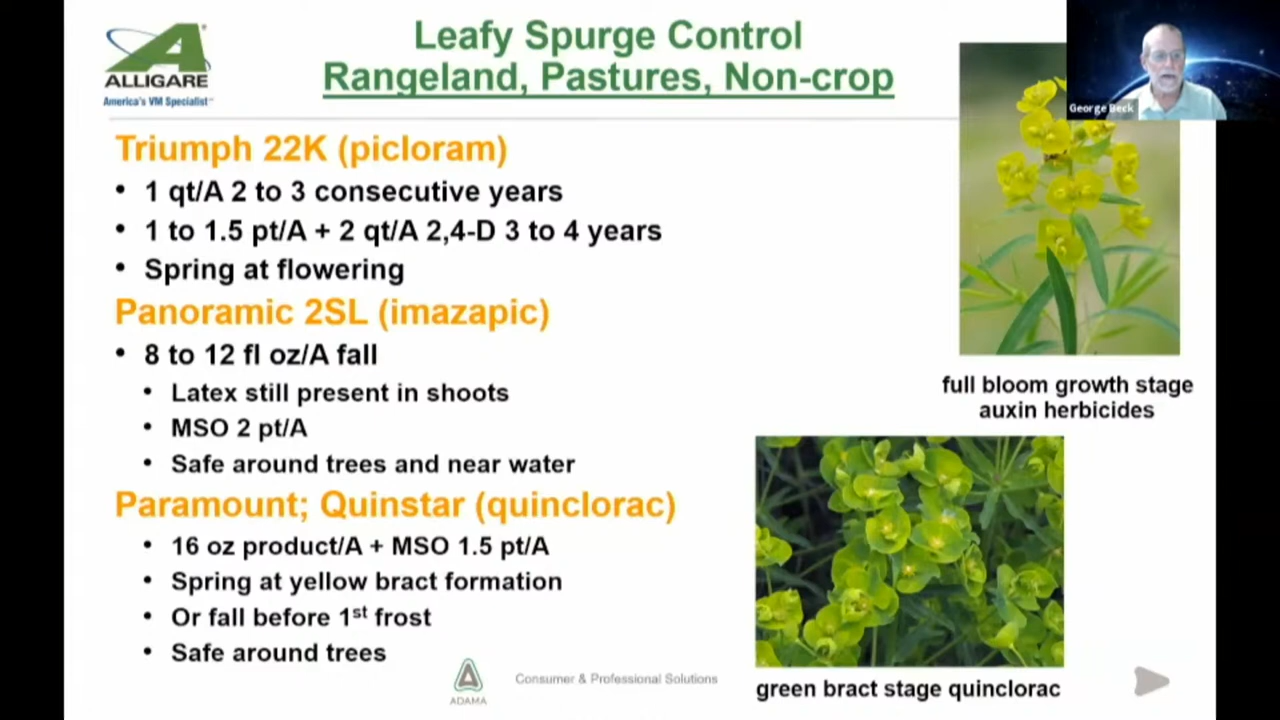 ALLIGARE
America's VM Specialist
Leafy Spurge Control
Rangeland, Pastures, Non-crop
George Beck
Triumph 22K (picloram)
• 1 qt/A 2 to 3 consecutive years
• 1 to 1.5 pt/A + 2 qt/A 2,4-D 3 to 4 years
• Spring at flowering
Panoramic 2SL (imazapic)
• 8 to 12 fl oz/A fall
• Latex still present in shoots
• MSO 2 pt/A
• Safe around trees and near water
Paramount; Quinstar (quinclorac)
• 16 oz product/A + MSO 1.5 pt/A
• Spring at yellow bract formation
• Or fall before 1st frost
• Safe around trees
full bloom growth stage
auxin herbicides
green bract stage quinclorac
ADAMA
Consumer & Professional Solutions